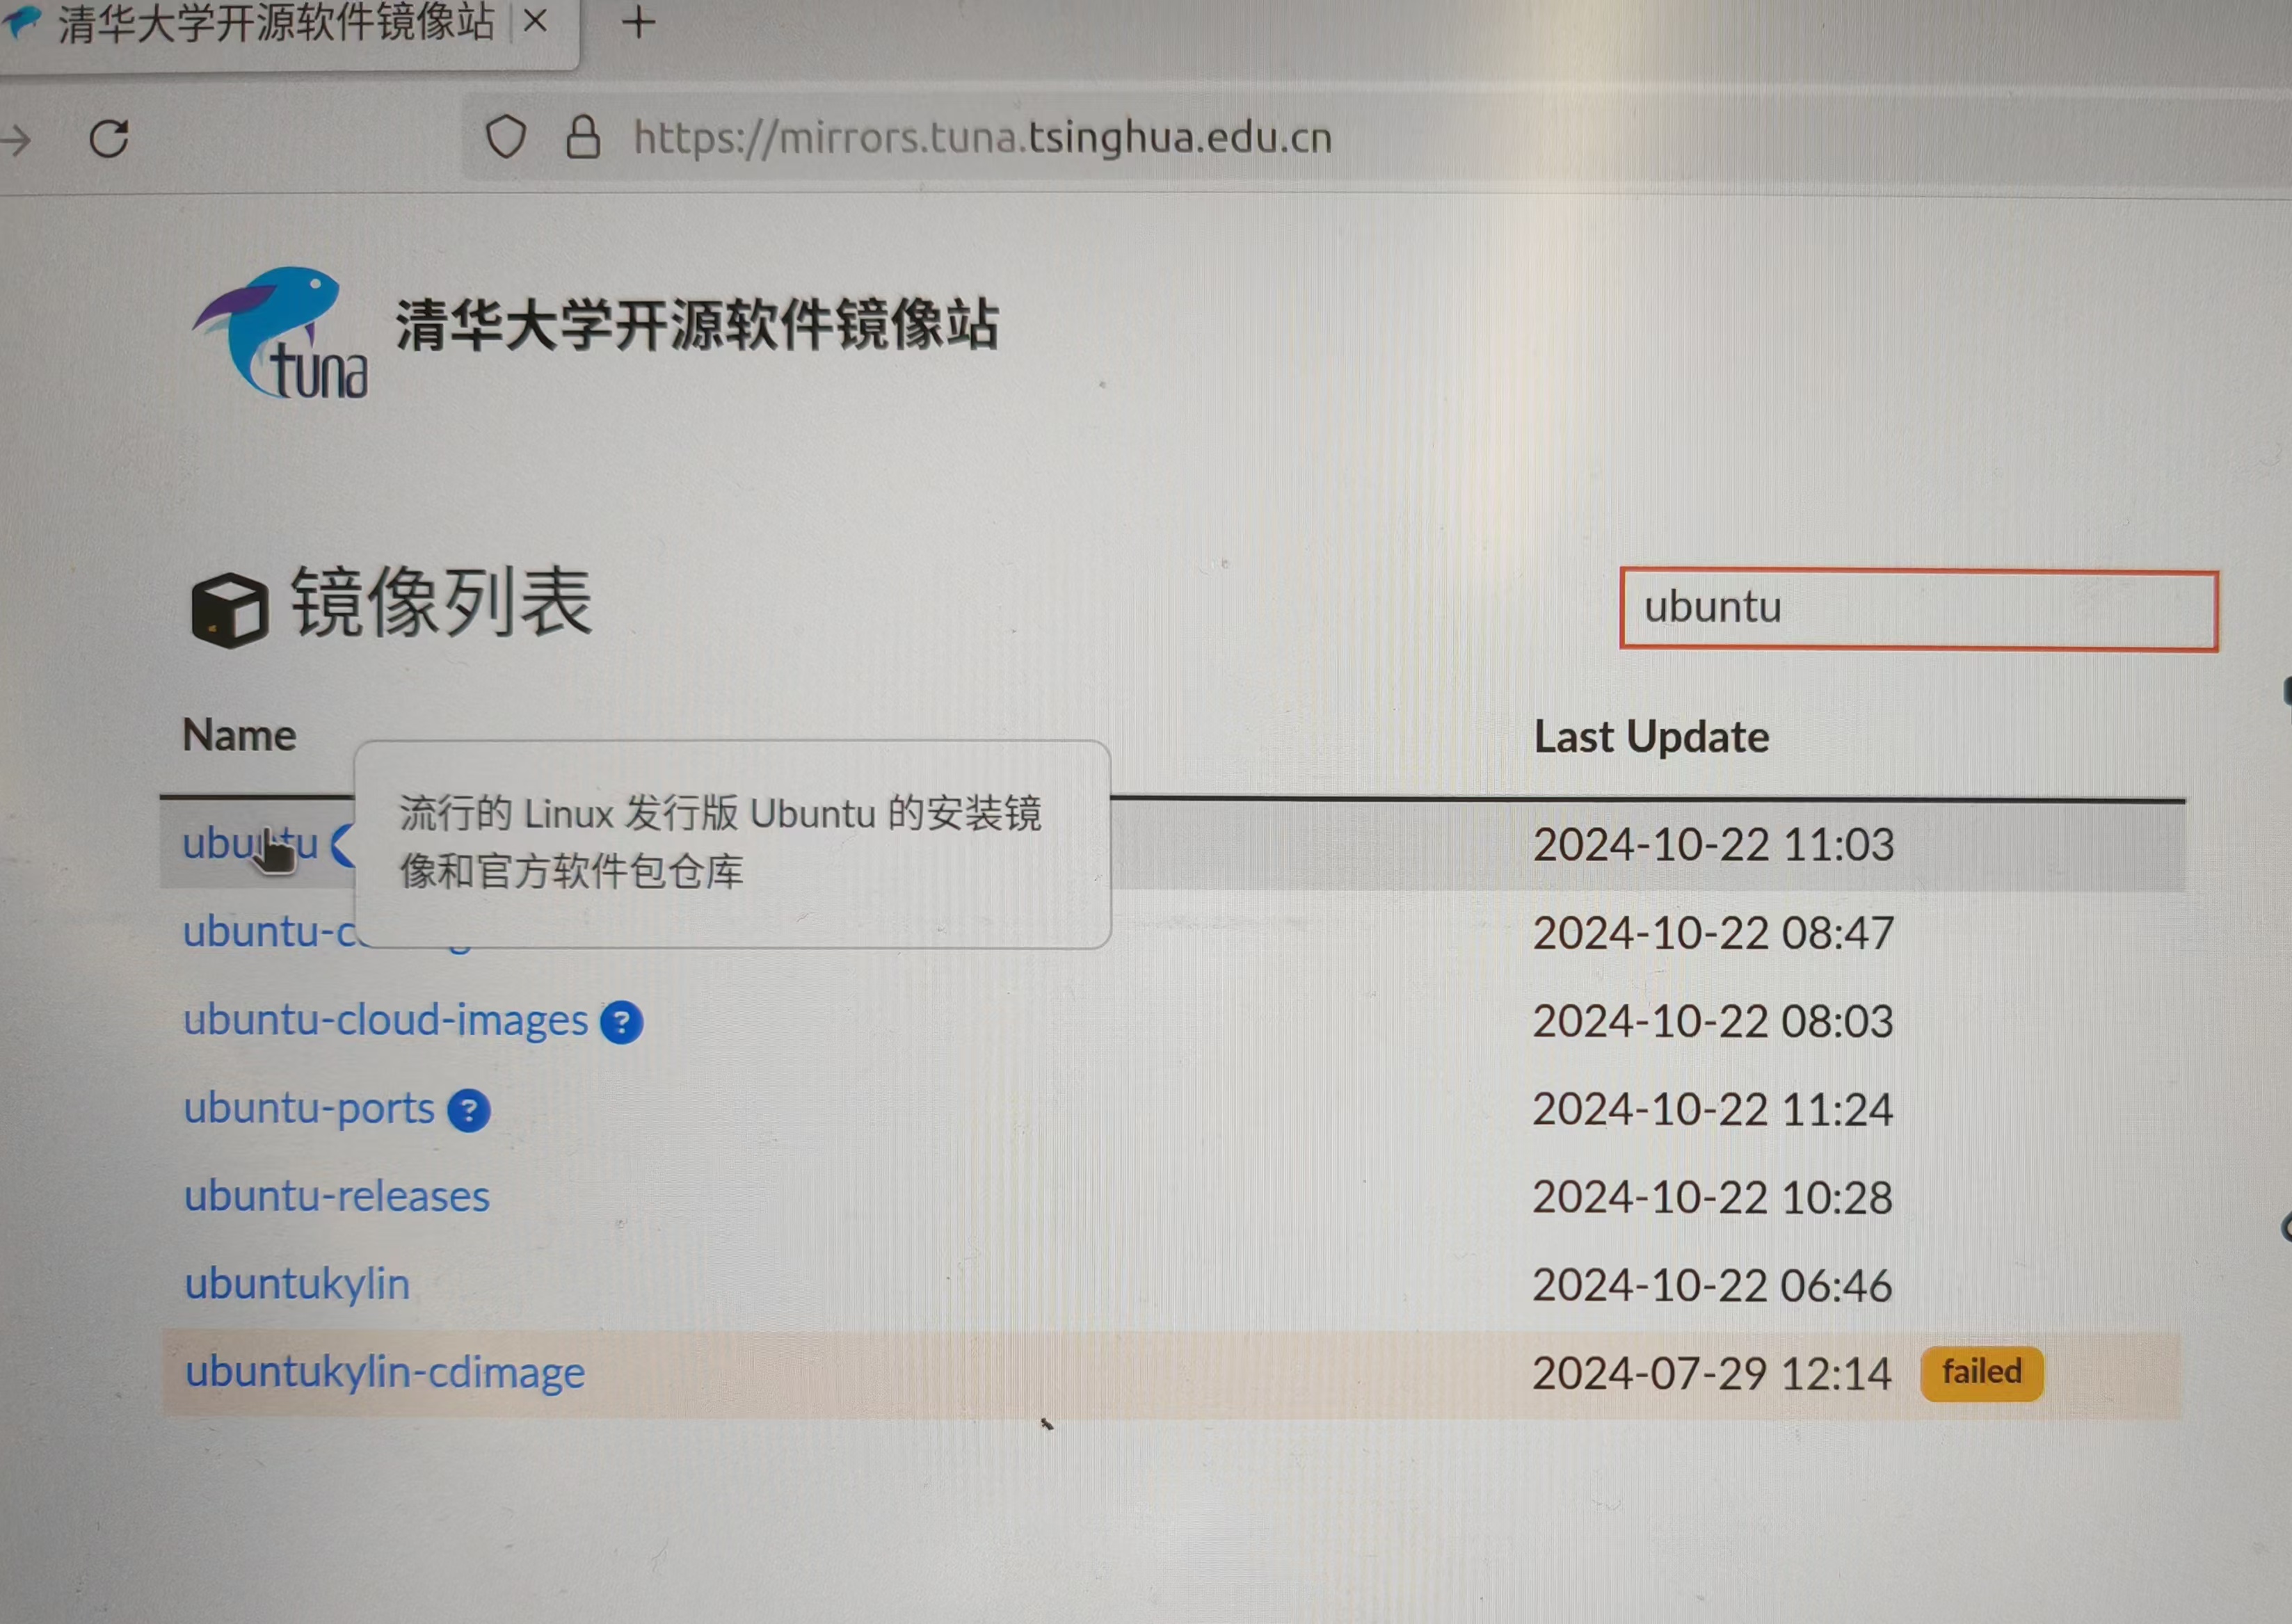 清华大学开源软件镜像站
https://mirrors.tuna.tsinghua.edu.cn
tuna
清华大学开源软件镜像站
镜像列表
ubuntu
Name
Last Update
流行的 Linux 发行版 Ubuntu 的安装镜
像和官方软件包仓库
ubuntu
2024-10-22 11:03
ubuntu-c
2024-10-22 08:47
ubuntu-cloud-images ?
2024-10-22 08:03
ubuntu-ports ?
2024-10-22 11:24
ubuntu-releases
2024-10-22 10:28
ubuntukylin
2024-10-22 06:46
ubuntukylin-cdimage
2024-07-29 12:14 failed